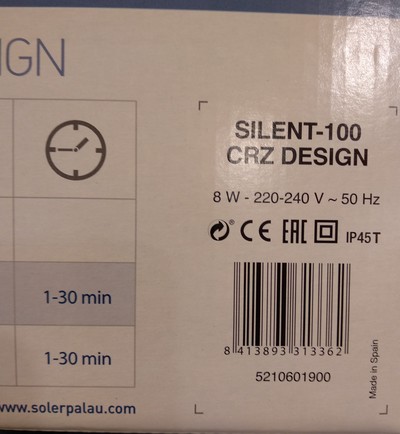 IGN
SILENT-100
CRZ DESIGN
8 W - 220-240 V ~ 50 Hz
CE EAC IP45T
1-30 min
8 413893 313362
5210601900
1-30 min
Made in Spain
www.solerpalau.com